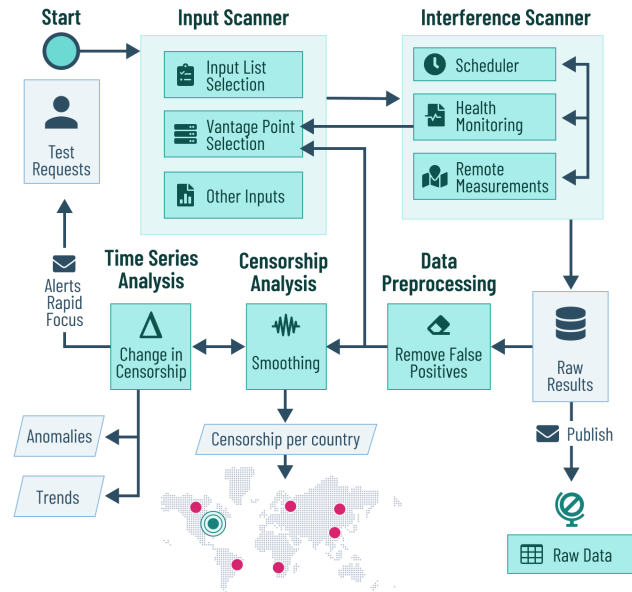 Start
Input Scanner
Interference Scanner
Input List
Selection
Scheduler
Test
Requests
Vantage Point
Selection
Health
Monitoring
Other Inputs
Remote
Measurements
Alerts
Rapid
Focus
Time Series
Analysis
Censorship
Analysis
Data
Preprocessing
Change in
Censorship
Smoothing
Remove False
Positives
Raw
Results
Anomalies
Trends
Censorship per country
Publish
Raw Data